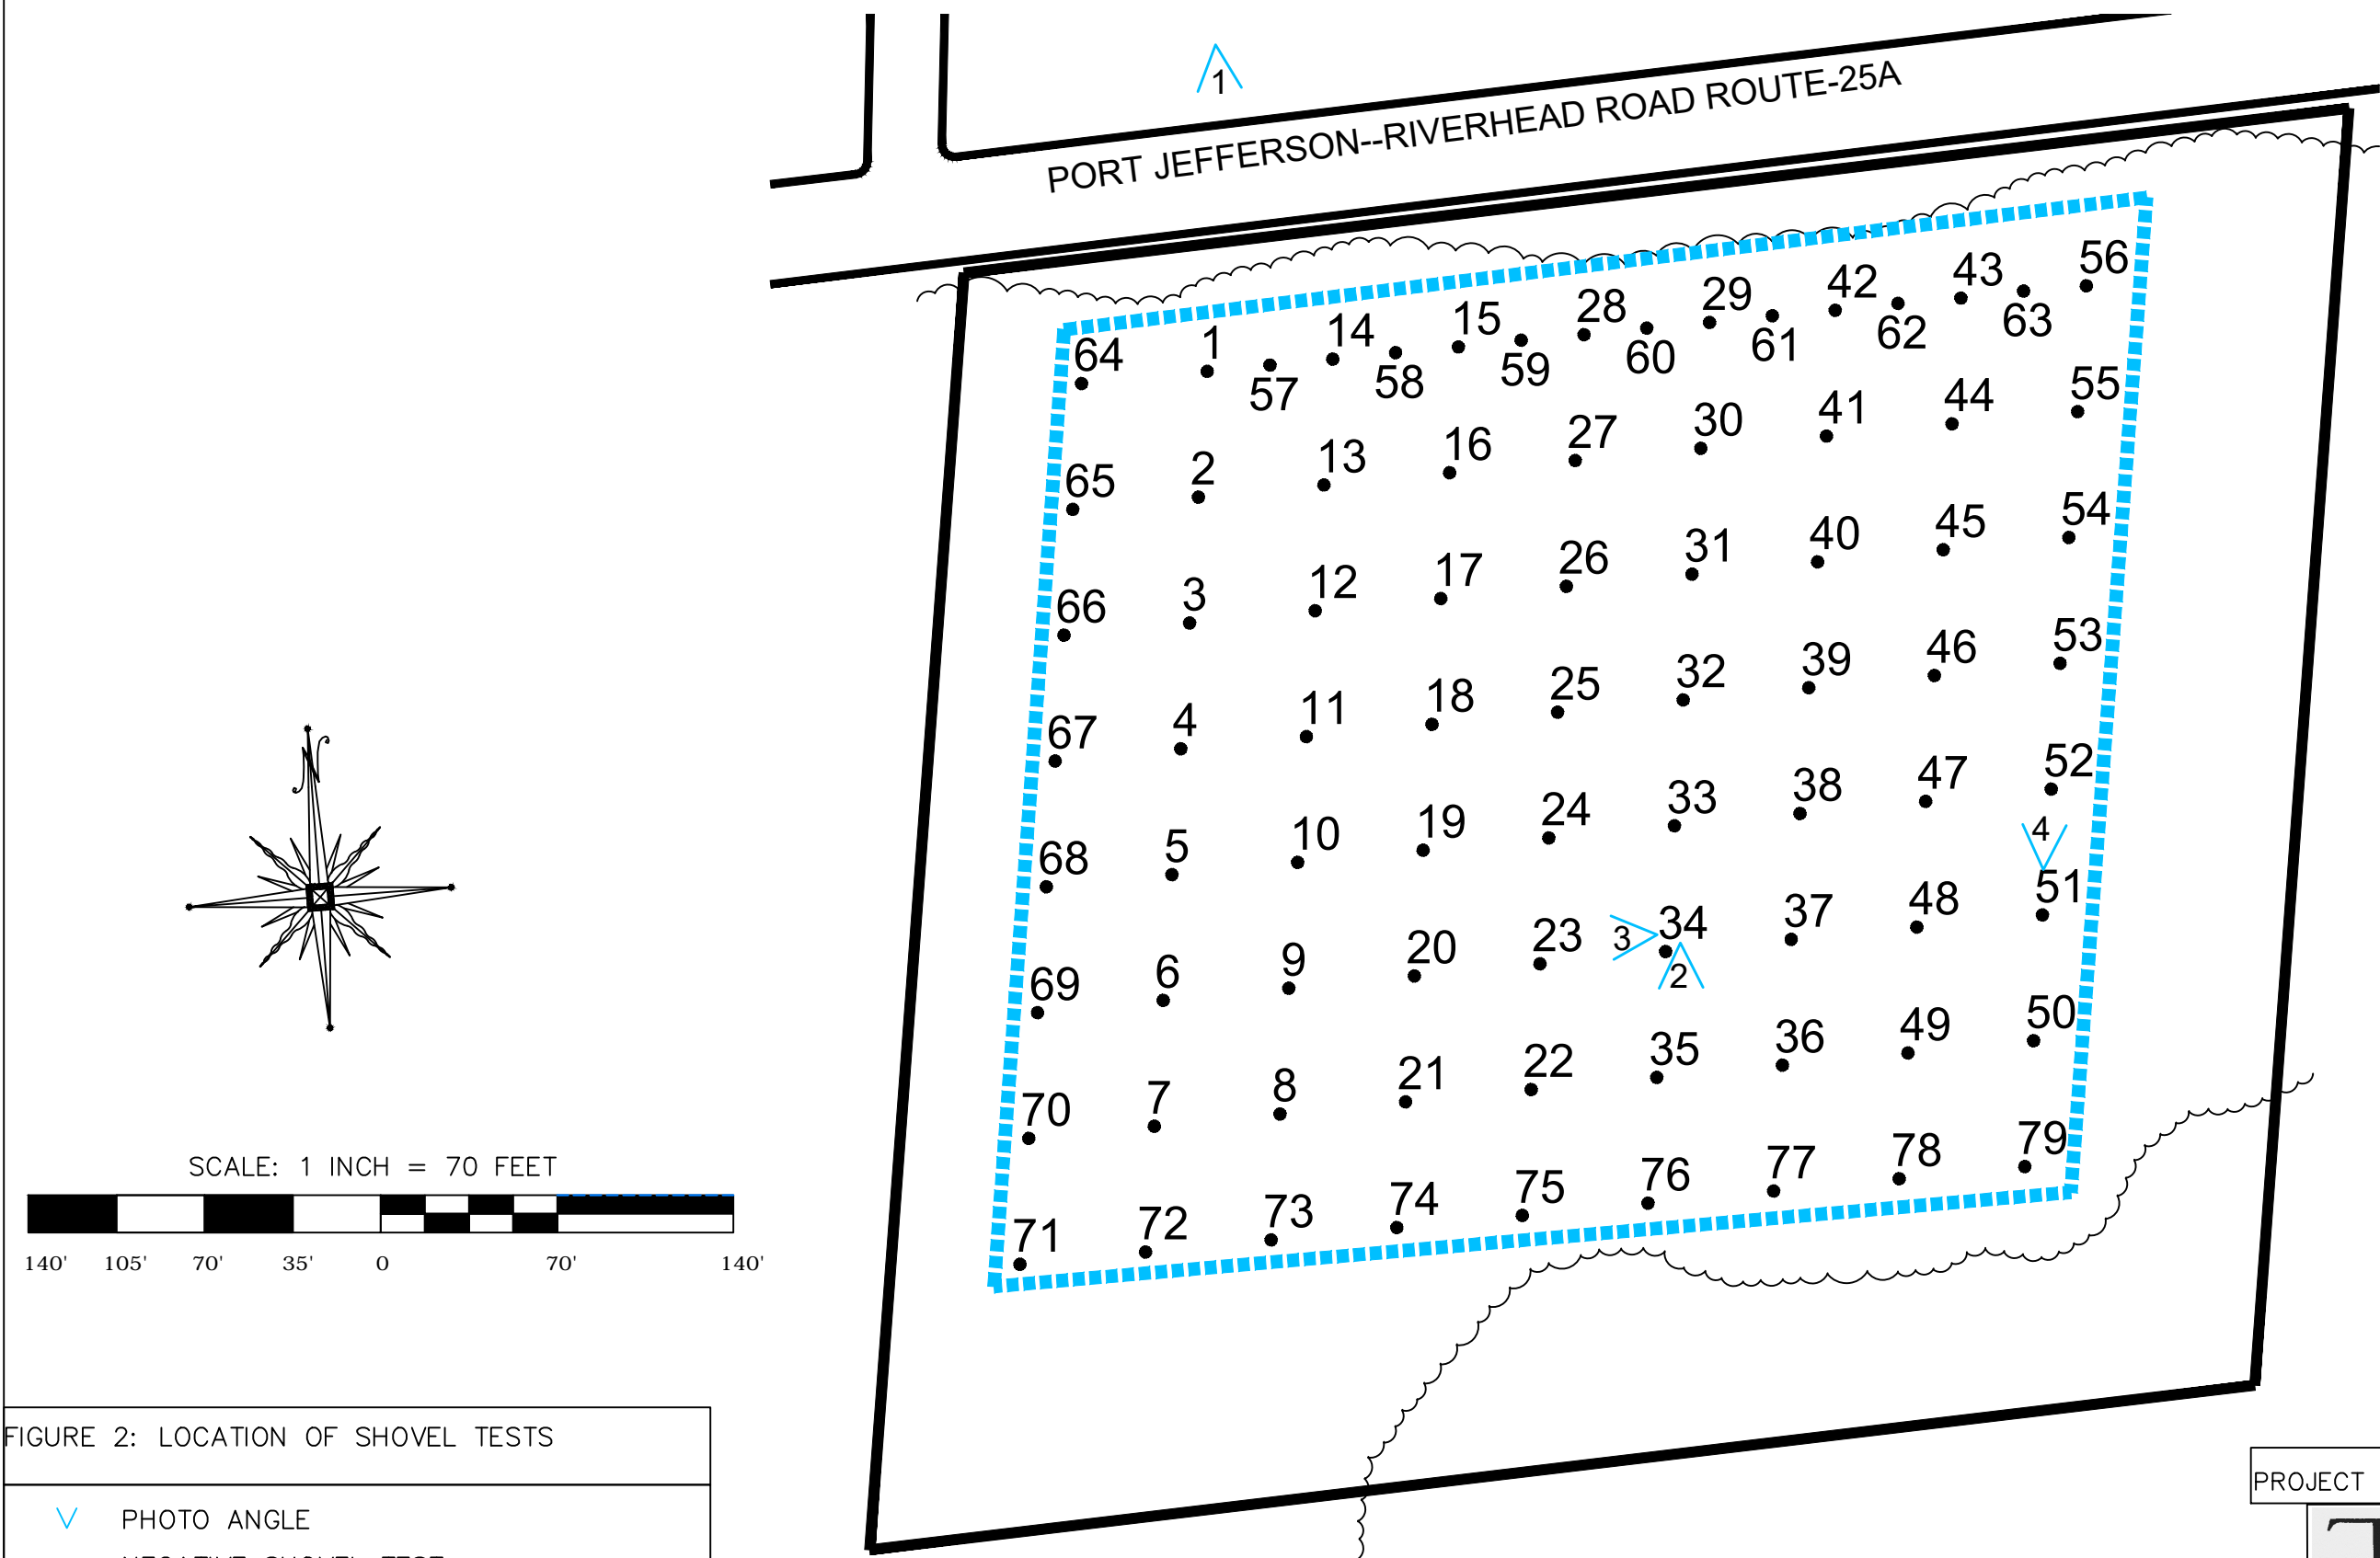 1
PORT JEFFERSON--RIVERHEAD ROAD ROUTE-25A
64 1 14 15 28 29 42 43 56
57 58 59 60 61 62 63
65 2 13 16 27 30 41 44 55
66 3 12 17 26 31 40 45 54
67 4 11 18 25 32 39 46 53
68 5 10 19 24 33 38 47 52
4
69 6 9 20 23 3 34 37 48 51
2
70 7 8 21 22 35 36 49 50
71 72 73 74 75 76 77 78 79
N
SCALE: 1 INCH = 70 FEET
140' 105' 70' 35' 0 70' 140'
FIGURE 2: LOCATION OF SHOVEL TESTS
PHOTO ANGLE
NEGATIVE SHOVEL TEST
PROJECT